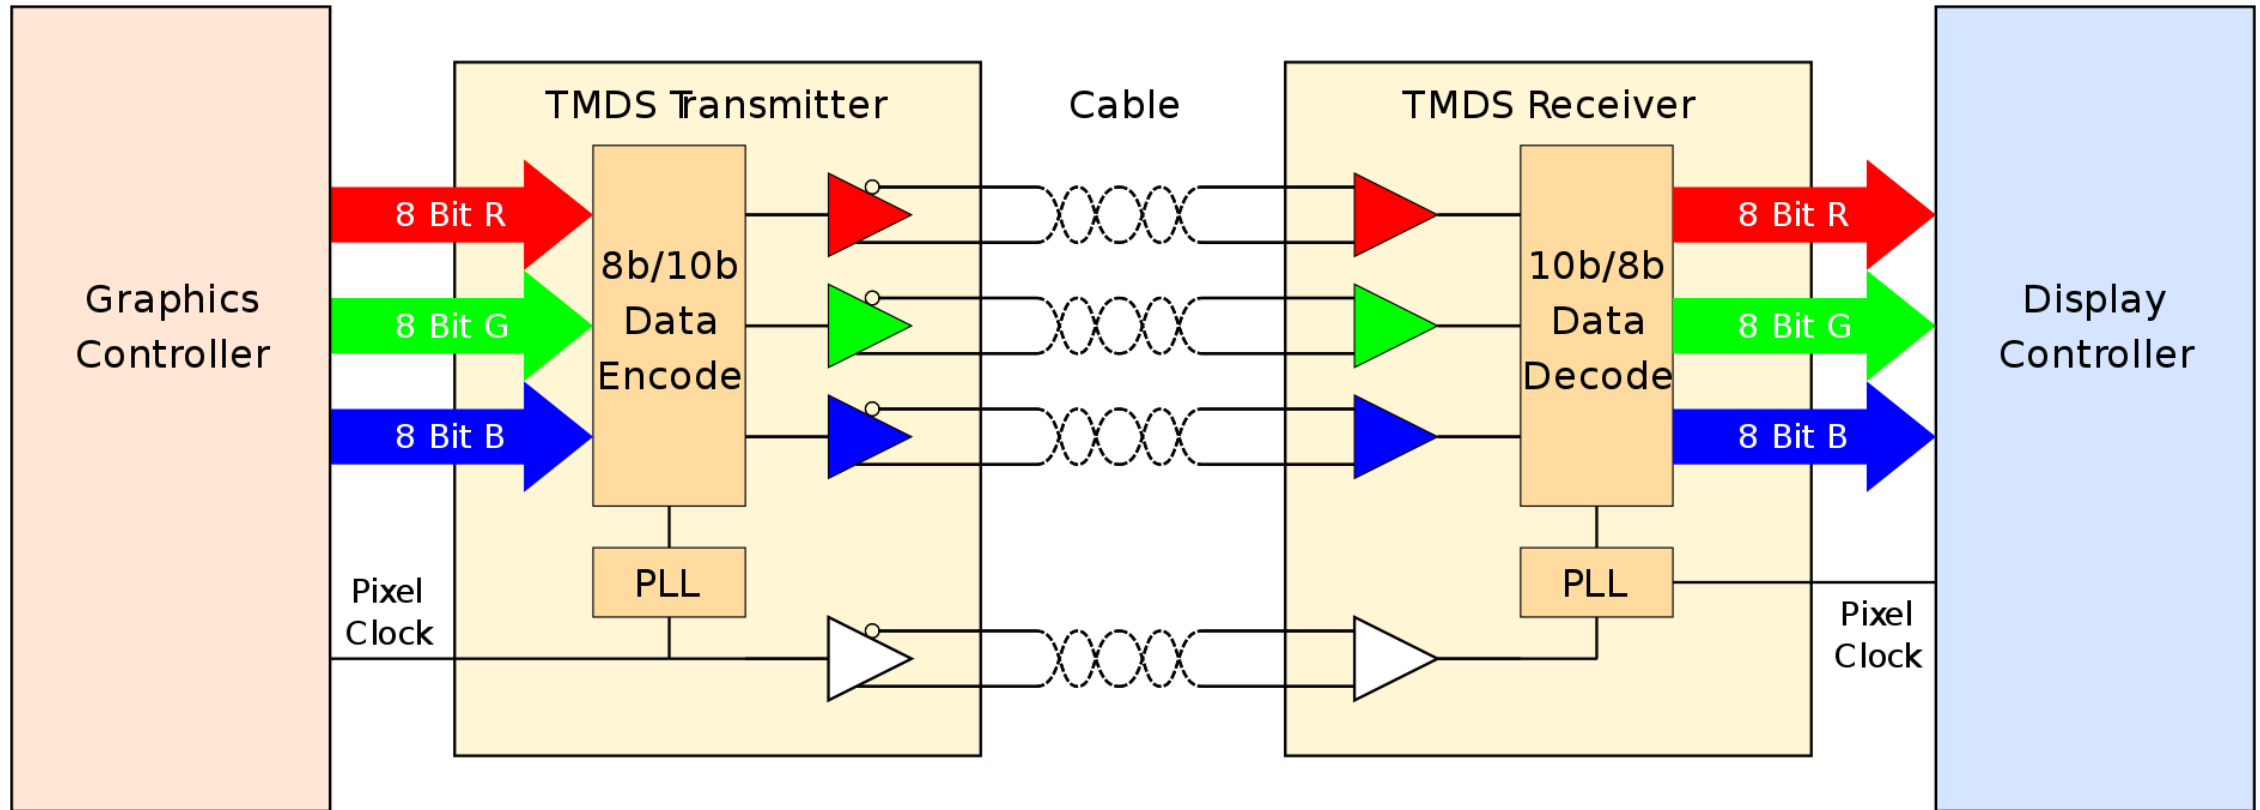 Graphics
Controller
8 Bit R
8 Bit G
8 Bit B
Pixel
Clock
TMDS Transmitter
8b/10b
Data
Encode
PLL
Cable
TMDS Receiver
10b/8b
Data
Decode
PLL
8 Bit R
8 Bit G
8 Bit B
Pixel
Clock
Display
Controller